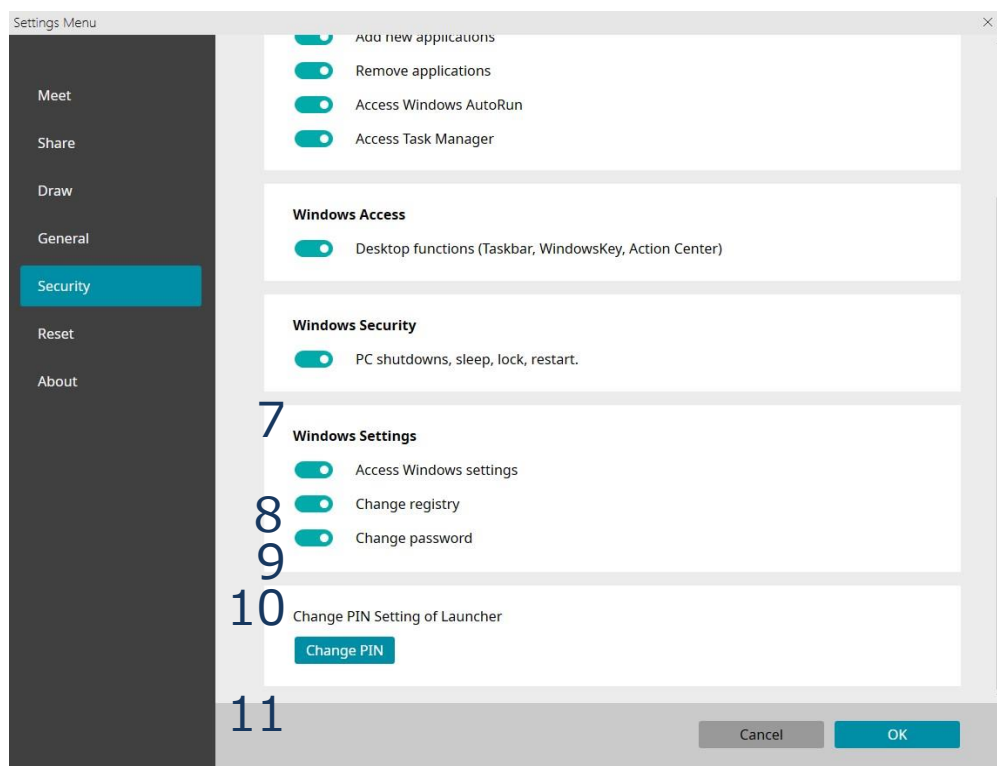 Settings Menu
Meet
Share
Draw
General
Security
Reset
About
Add new applications
Remove applications
Access Windows AutoRun
Access Task Manager
Windows Access
Desktop functions (Taskbar, WindowsKey, Action Center)
Windows Security
PC shutdowns, sleep, lock, restart.
7
Windows Settings
Access Windows settings
8 Change registry
Change password
9
10 Change PIN Setting of Launcher
Change PIN
11
Cancel OK